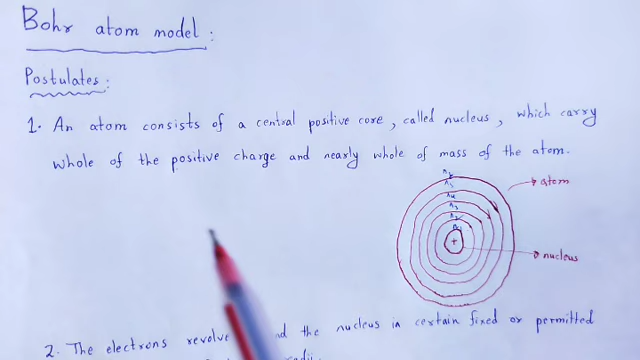 Bohr atom model:
Postulates:
1. An atom consists of a central positive core, called nucleus, which carry
whole of the positive charge and nearly whole of mass of the atom.
atom
+
nucleus
2. The electrons revolve the nucleus in certain fixed or permitted